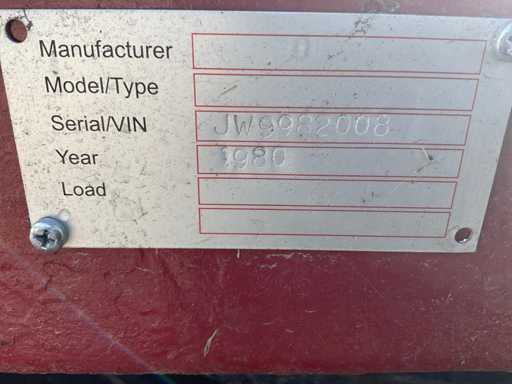 Manufacturer
Model/Type
Serial/VIN JW9982008
Year 1980
Load